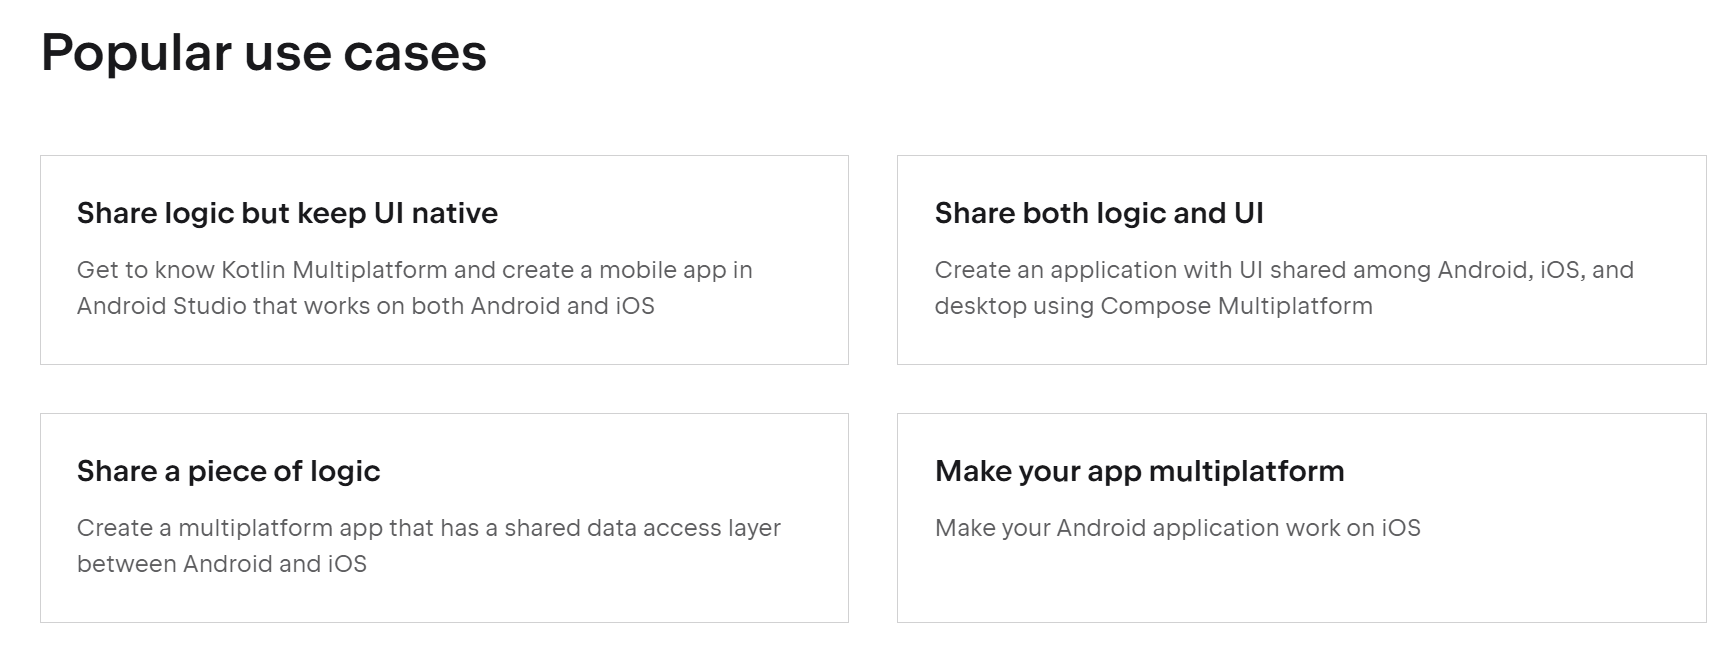 Popular use cases
Share logic but keep UI native
Get to know Kotlin Multiplatform and create a mobile app in
Android Studio that works on both Android and iOS
Share both logic and UI
Create an application with UI shared among Android, iOS, and
desktop using Compose Multiplatform
Share a piece of logic
Create a multiplatform app that has a shared data access layer
between Android and iOS
Make your app multiplatform
Make your Android application work on iOS